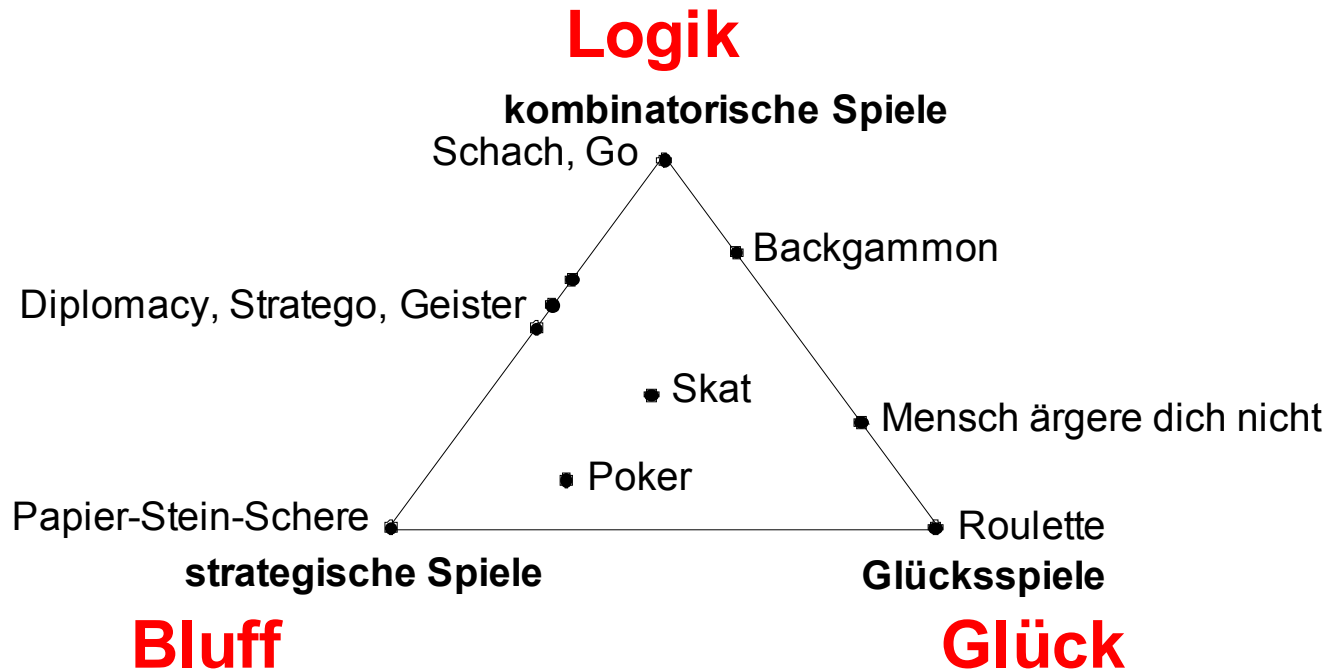 Logik
kombinatorische Spiele
Schach, Go
Backgammon
Diplomacy, Stratego, Geister
Skat
Mensch ärgere dich nicht
Poker
Papier-Stein-Schere
Roulette
strategische Spiele
Glücksspiele
Bluff
Glück